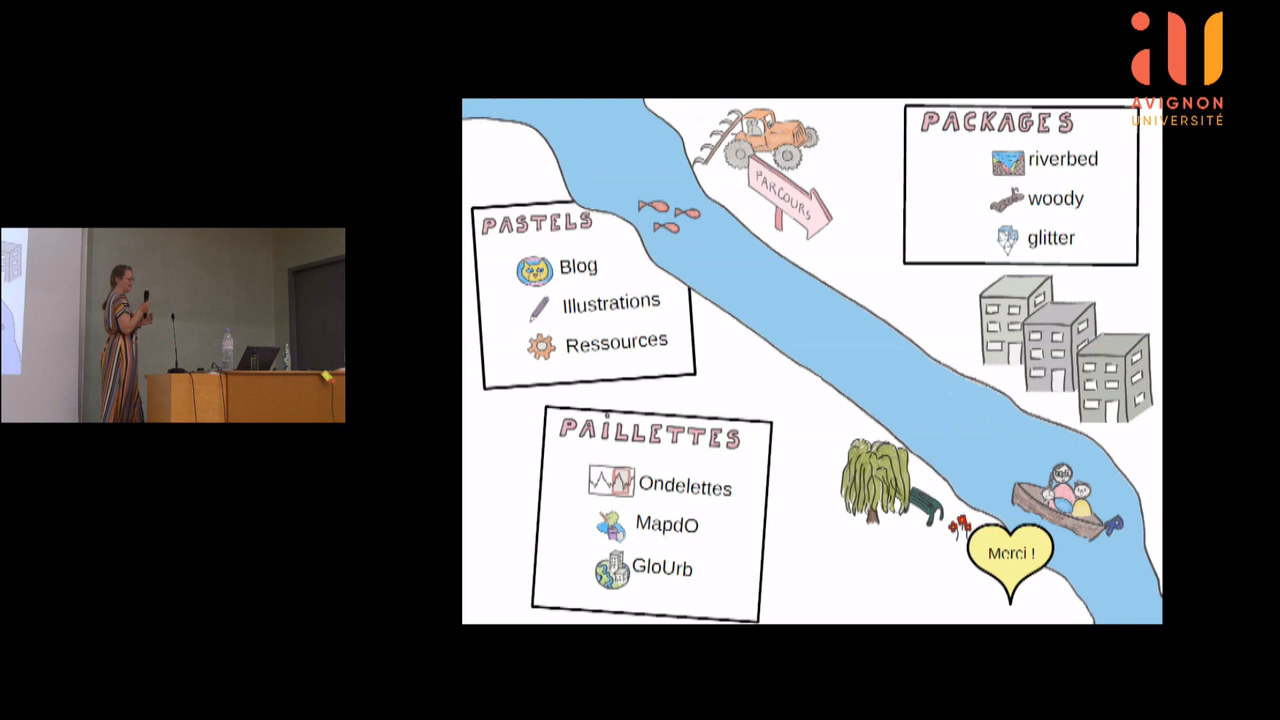 AVIGNON
UNIVERSITÉ
PACKAGES
riverbed
woody
glitter
PARCOURS
PASTELS
Blog
Illustrations
Ressources
PAILLETTES
Ondelettes
MapdO
GloUrb
Merci !